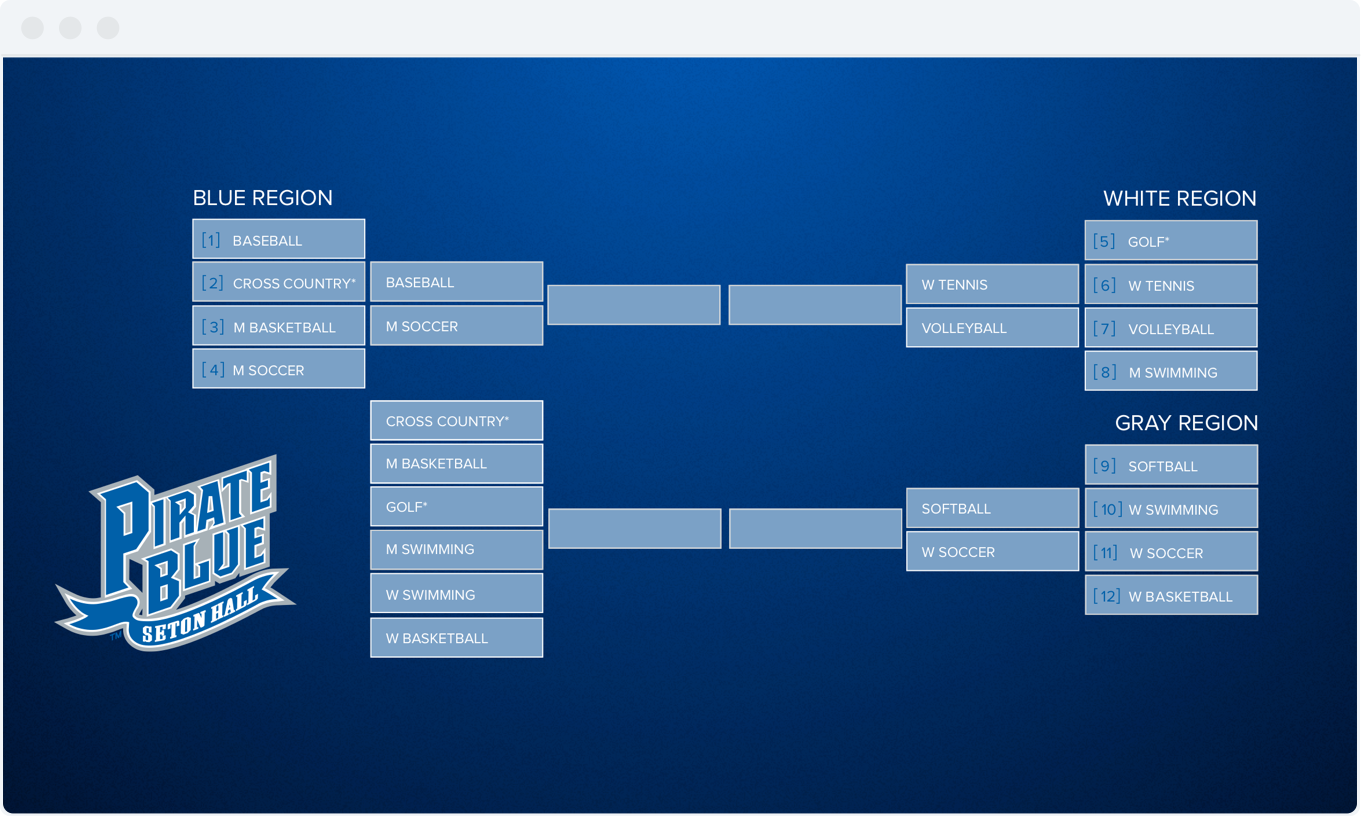 BLUE REGION
[1] BASEBALL
[2] CROSS COUNTRY*
[3] M BASKETBALL
[4] M SOCCER
BASEBALL
M SOCCER
CROSS COUNTRY*
M BASKETBALL
GOLF*
M SWIMMING
W SWIMMING
W BASKETBALL
WHITE REGION
W TENNIS
VOLLEYBALL
[5] GOLF*
[6] W TENNIS
[7] VOLLEYBALL
[8] M SWIMMING
GRAY REGION
SOFTBALL
W SOCCER
[9] SOFTBALL
[10] W SWIMMING
[11] W SOCCER
[12] W BASKETBALL
PIRATE
BLUE
SETON HALL
TM